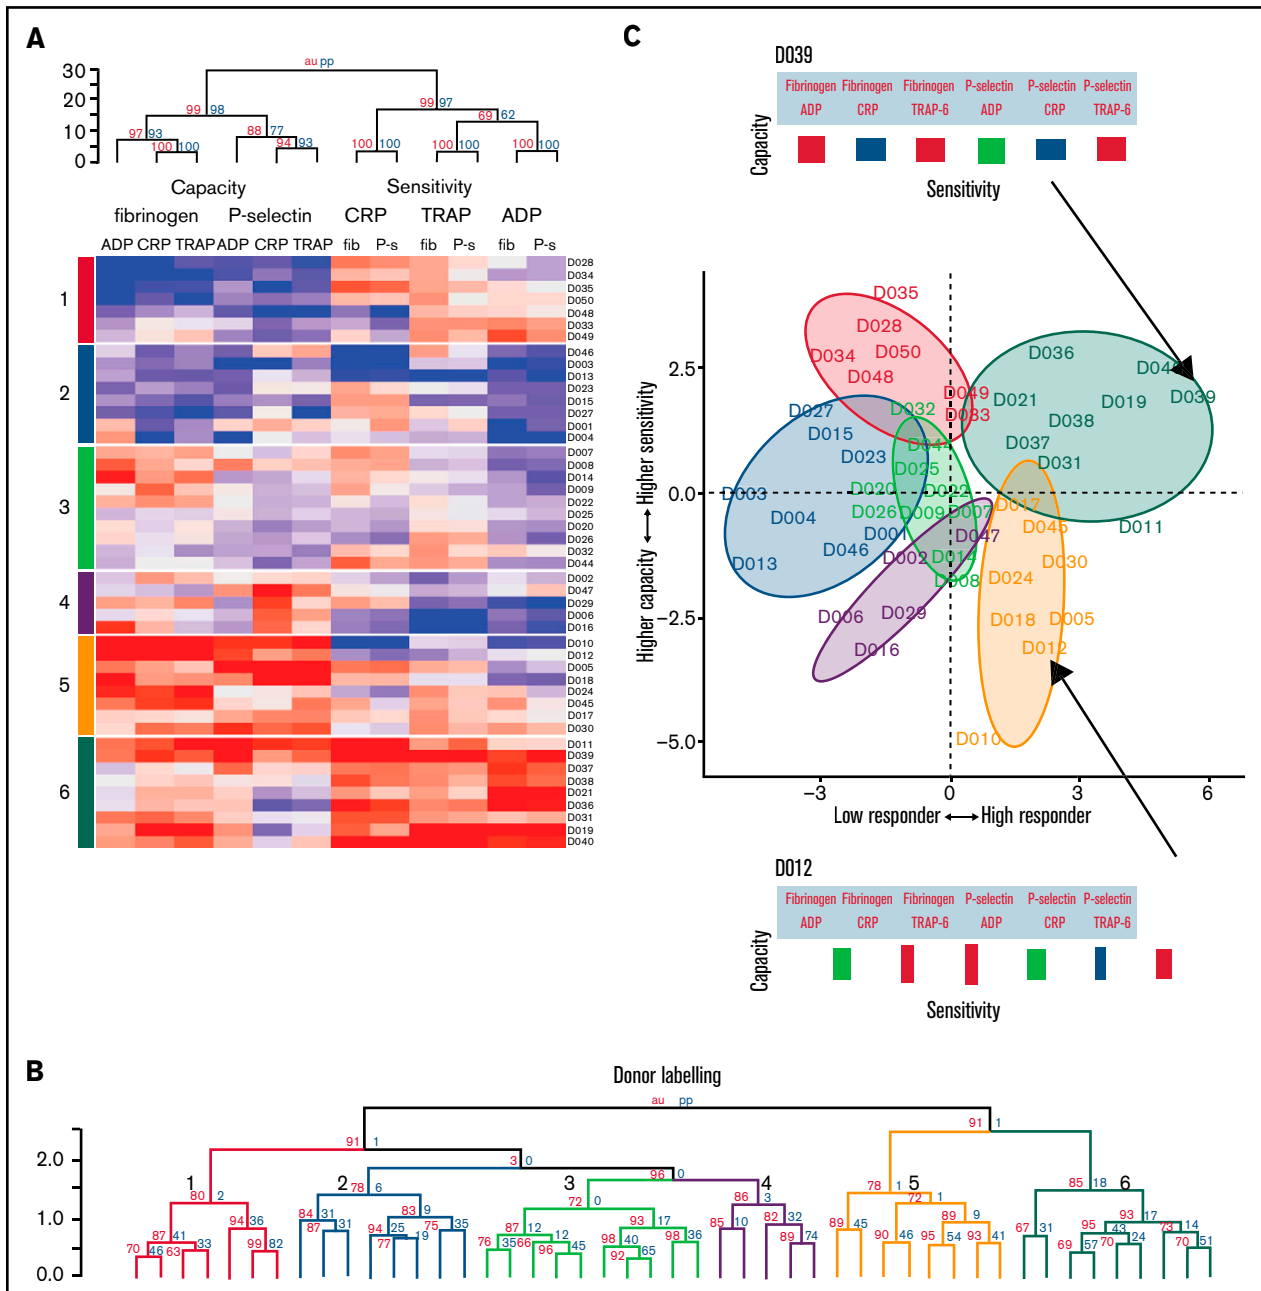 A
au pp
30
20
10
0
99 98
99 97
97 93
88 77
69 62
100 100
94 93
100 100
100 100
100 100
Capacity
Sensitivity
fibrinogen P-selectin CRP TRAP ADP
ADP CRP TRAP ADP CRP TRAP fib P-s fib P-s fib P-s
1
D028
D034
D035
D050
D048
D033
D049
2
D046
D003
D013
D023
D015
D027
D001
D004
3
D007
D008
D014
D009
D022
D025
D020
D026
D032
D044
4
D002
D047
D029
D006
D016
5
D010
D012
D005
D018
D024
D045
D017
D030
6
D011
D039
D037
D038
D021
D036
D031
D019
D040
C
D039
Fibrinogen Fibrinogen Fibrinogen P-selectin P-selectin P-selectin
ADP CRP TRAP-6 ADP CRP TRAP-6
Capacity
Sensitivity
Higher capacity ⟷ Higher sensitivity
2.5
0.0
−2.5
−5.0
D035
D028
D034
D050
D048
D049
D033
D036
D039
D021
D019
D038
D037
D031
D011
D027
D015
D023
D003
D004
D001
D046
D013
D032
D044
D025
D020
D022
D026
D009
D007
D014
D008
D047
D002
D006
D029
D016
D017
D045
D030
D024
D018
D005
D012
D010
−3 0 3 6
Low responder ⟷ High responder
D012
Fibrinogen Fibrinogen Fibrinogen P-selectin P-selectin P-selectin
ADP CRP TRAP-6 ADP CRP TRAP-6
Capacity
Sensitivity
B
Donor labelling
au pp
2.0
1.0
0.0
91 1
91 1
3 0
96 0
1 2 3 4 5 6
80 2
78 6
72 0
86 3
78 1
72 1
85 18
94 36
87 41
84 31
83 9
87 12
93 17
85 10
82 32
89 45
89 9
67 31
93 17
70 46
63 33
99 82
87 31
94 25
77 19
75 35
76 35
66 12
96 45
98 40
92 65
98 36
89 74
90 46
95 54
93 41
95 43
69 57
70 24
73 14
70 51